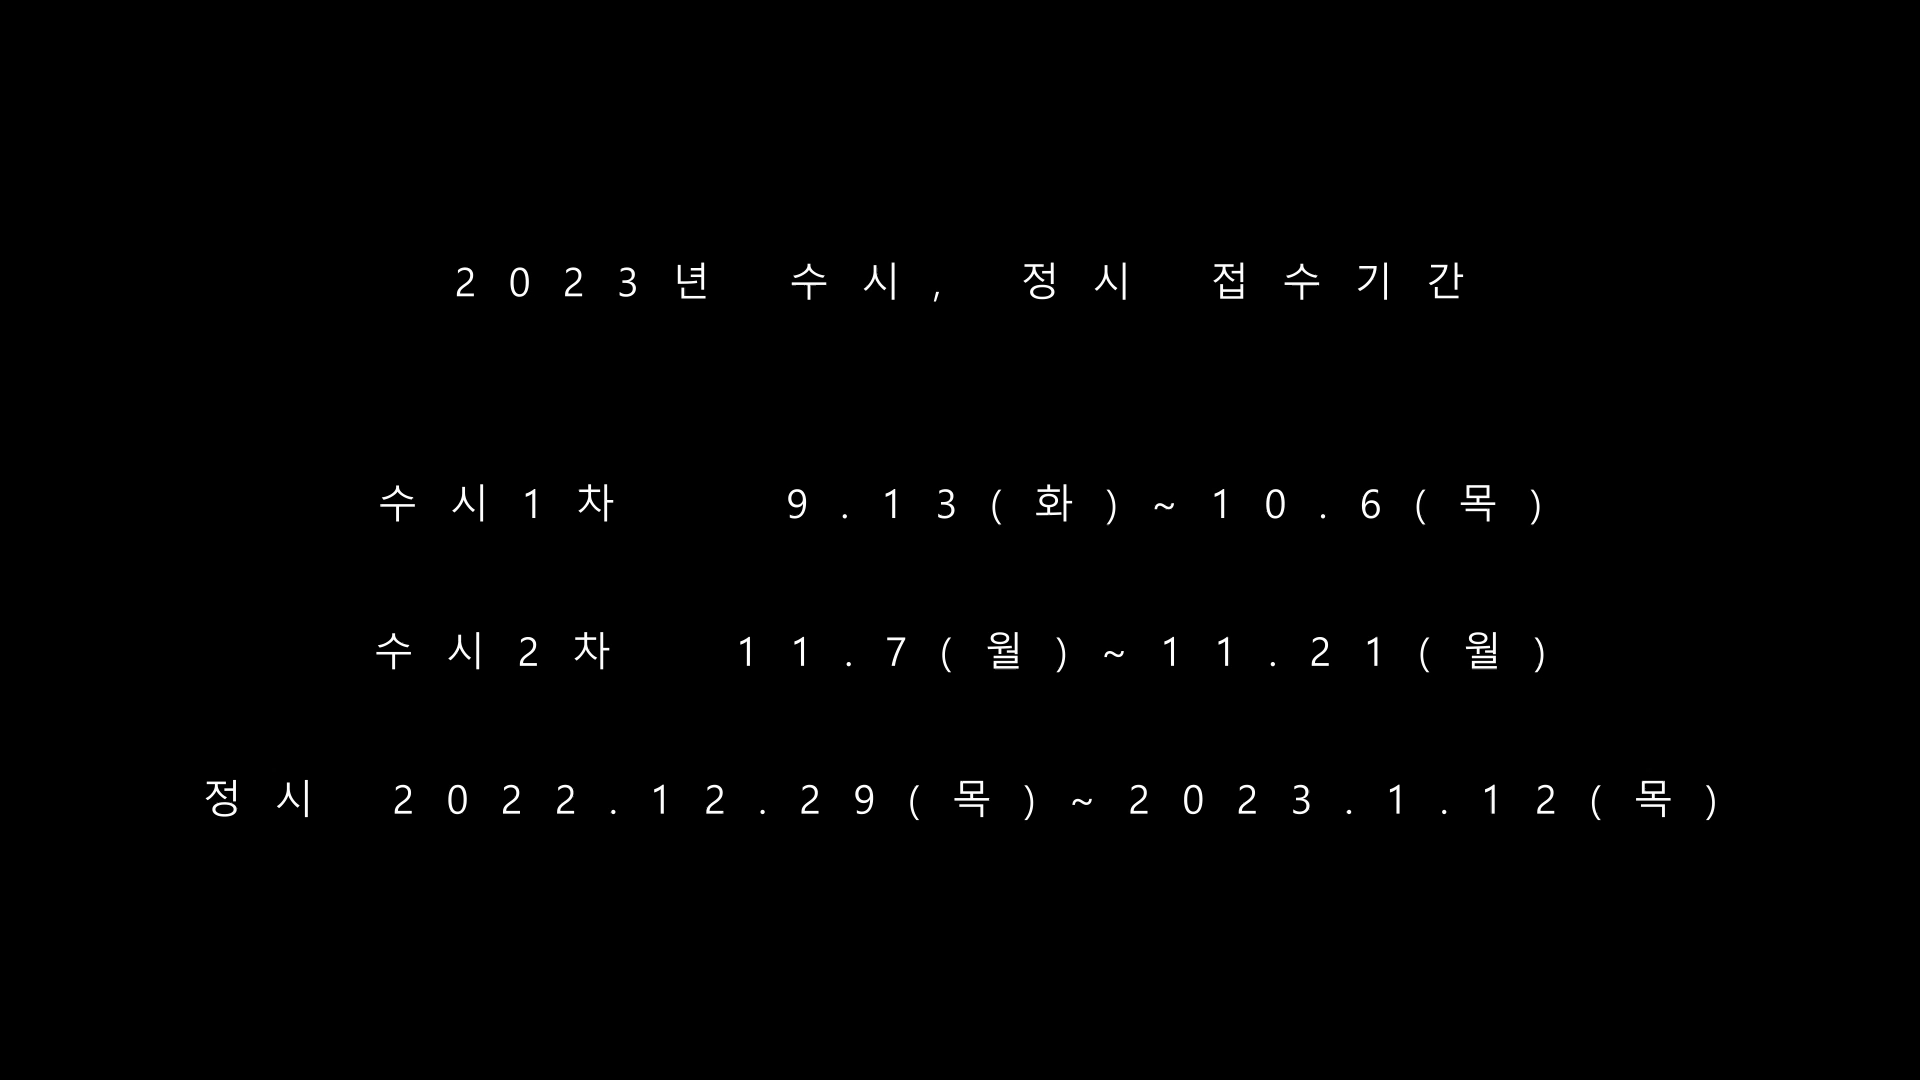 2023년 수시, 정시 접수기간
수시1차 9.13(화)~10.6(목)
수시2차 11.7(월)~11.21(월)
정시 2022.12.29(목)~2023.1.12(목)